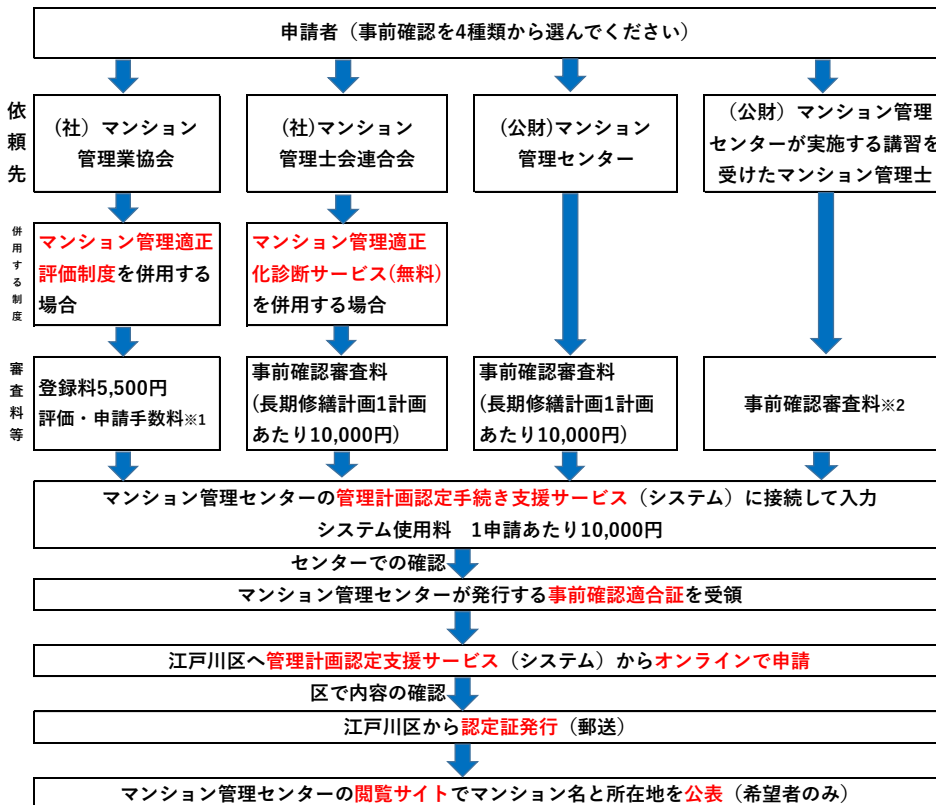 申請者（事前確認を4種類から選んでください）
依頼先
（社）マンション
管理業協会
（社）マンション
管理士会連合会
（公財）マンション
管理センター
（公財）マンション管理
センターが実施する講習を
受けたマンション管理士
併用する制度
マンション管理適正
評価制度を併用する
場合
マンション管理適正
化診断サービス(無料)
を併用する場合
審査料等
登録料5,500円
評価・申請手数料※1
事前確認審査料
(長期修繕計画1計画
あたり10,000円)
事前確認審査料
(長期修繕計画1計画
あたり10,000円)
事前確認審査料※2
マンション管理センターの管理計画認定手続き支援サービス（システム）に接続して入力
システム使用料　1申請あたり10,000円
センターでの確認
マンション管理センターが発行する事前確認適合証を受領
江戸川区へ管理計画認定支援サービス（システム）からオンラインで申請
区で内容の確認
江戸川区から認定証発行（郵送）
マンション管理センターの閲覧サイトでマンション名と所在地を公表（希望者のみ）